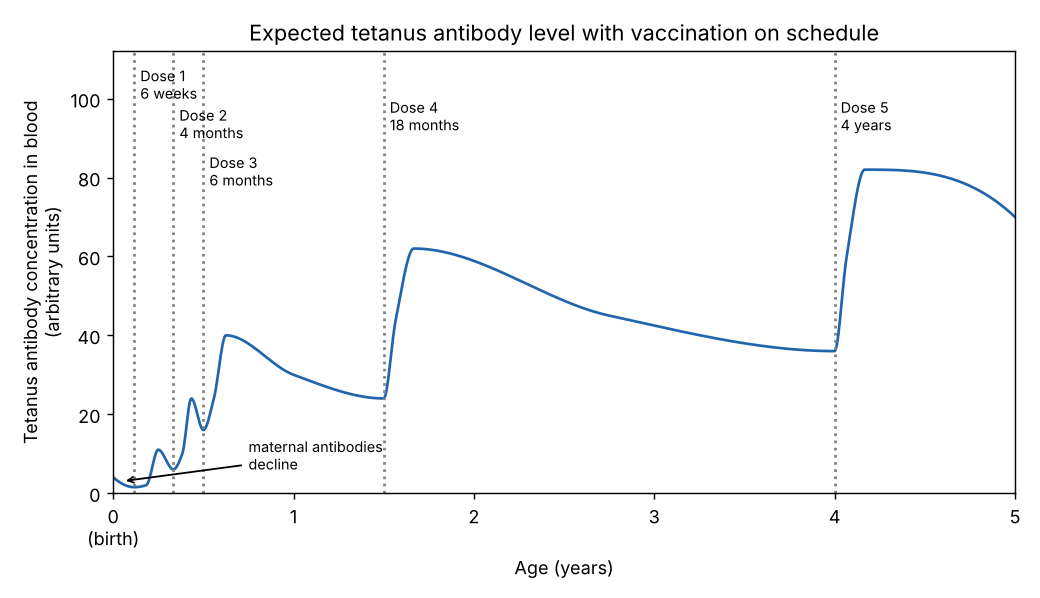 Expected tetanus antibody level with vaccination on schedule
Tetanus antibody concentration in blood
(arbitrary units)
100
80
60
40
20
0
Dose 1
6 weeks
Dose 2
4 months
Dose 3
6 months
Dose 4
18 months
Dose 5
4 years
maternal antibodies
decline
0
(birth)
1
2
3
4
5
Age (years)